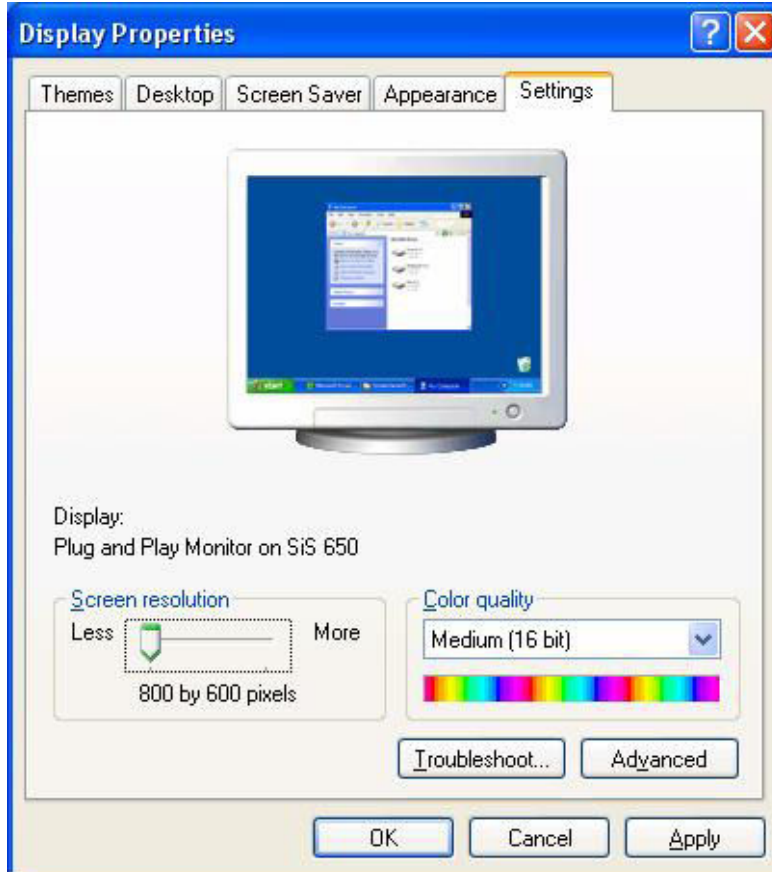 Display Properties
Themes Desktop Screen Saver Appearance Settings
start
Display:
Plug and Play Monitor on SiS 650
Screen resolution
Less More
800 by 600 pixels
Color quality
Medium (16 bit)
Troubleshoot... Advanced
OK Cancel Apply